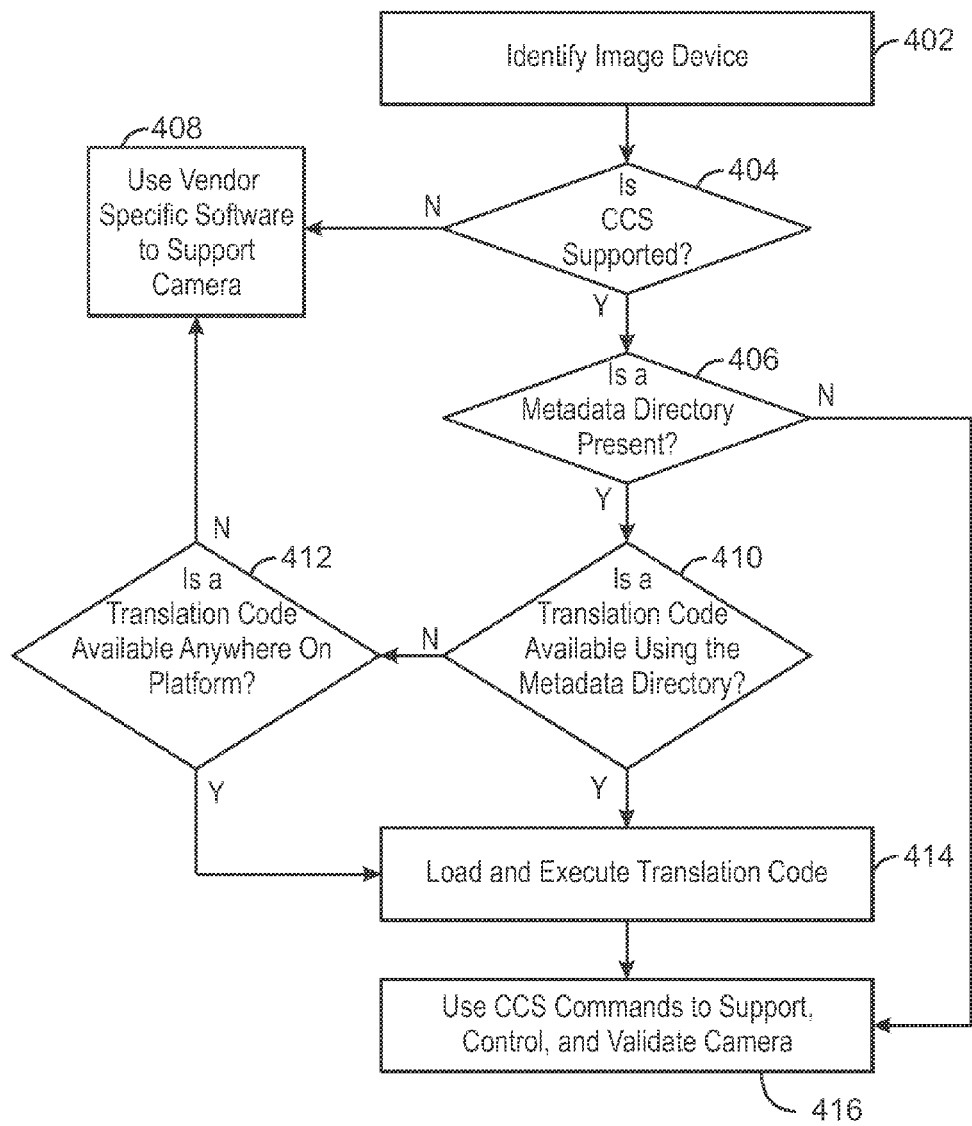 Identify Image Device
402
408
Use Vendor
Specific Software
to Support
Camera
N
Is
CCS
Supported?
404
Y
Is a
Metadata Directory
Present?
406
N
Y
N
Is a
Translation Code
Available Anywhere On
Platform?
412
N
Is a
Translation Code
Available Using the
Metadata Directory?
410
Y
Y
Load and Execute Translation Code
414
Use CCS Commands to Support,
Control, and Validate Camera
416